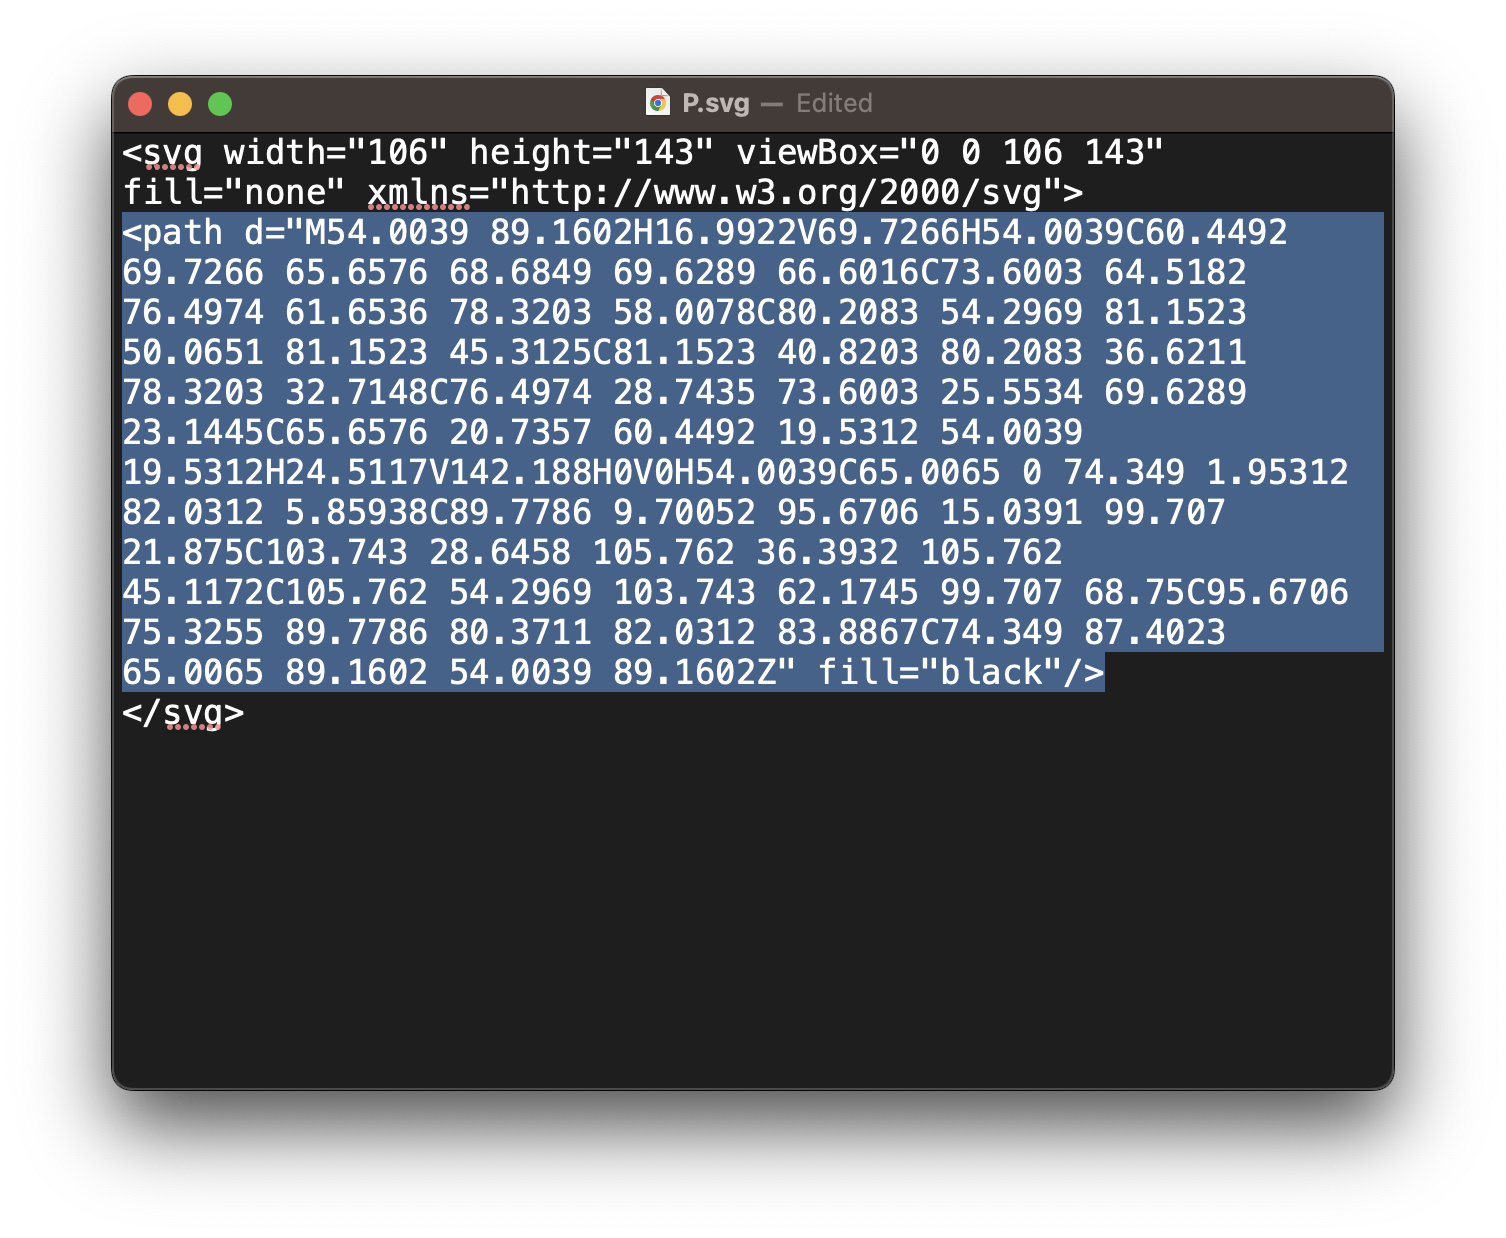 P.svg — Edited
<svg width="106" height="143" viewBox="0 0 106 143"
fill="none" xmlns="http://www.w3.org/2000/svg">
<path d="M54.0039 89.1602H16.9922V69.7266H54.0039C60.4492
69.7266 65.6576 68.6849 69.6289 66.6016C73.6003 64.5182
76.4974 61.6536 78.3203 58.0078C80.2083 54.2969 81.1523
50.0651 81.1523 45.3125C81.1523 40.8203 80.2083 36.6211
78.3203 32.7148C76.4974 28.7435 73.6003 25.5534 69.6289
23.1445C65.6576 20.7357 60.4492 19.5312 54.0039
19.5312H24.5117V142.188H0V0H54.0039C65.0065 0 74.349 1.95312
82.0312 5.85938C89.7786 9.70052 95.6706 15.0391 99.707
21.875C103.743 28.6458 105.762 36.3932 105.762
45.1172C105.762 54.2969 103.743 62.1745 99.707 68.75C95.6706
75.3255 89.7786 80.3711 82.0312 83.8867C74.349 87.4023
65.0065 89.1602 54.0039 89.1602Z" fill="black"/>
</svg>